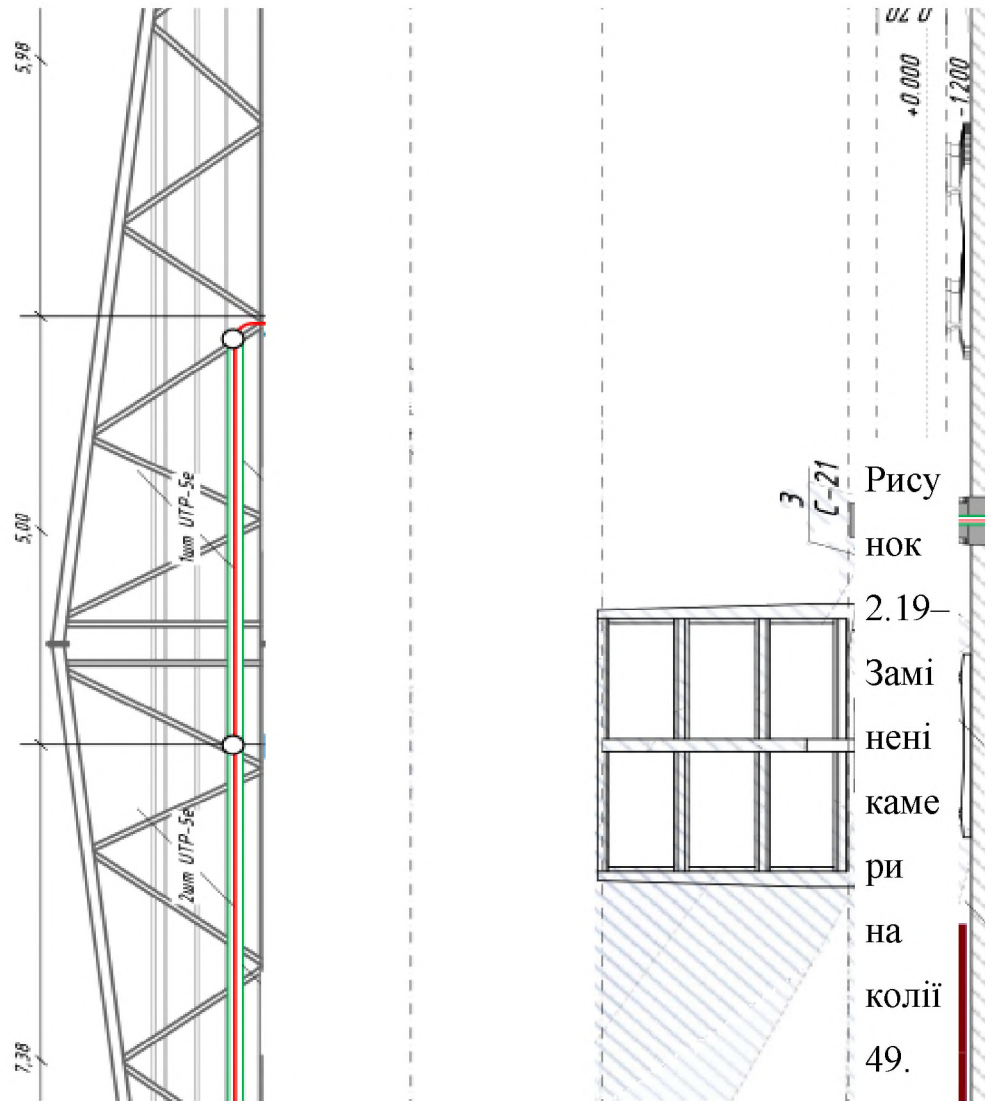 5,98
5,00
7,38
1шт UTP-5e
2шт UTP-5e
+0.000
-1.200
3
С-21
Рису
нок
2.19–
Замі
нені
каме
ри
на
колії
49.